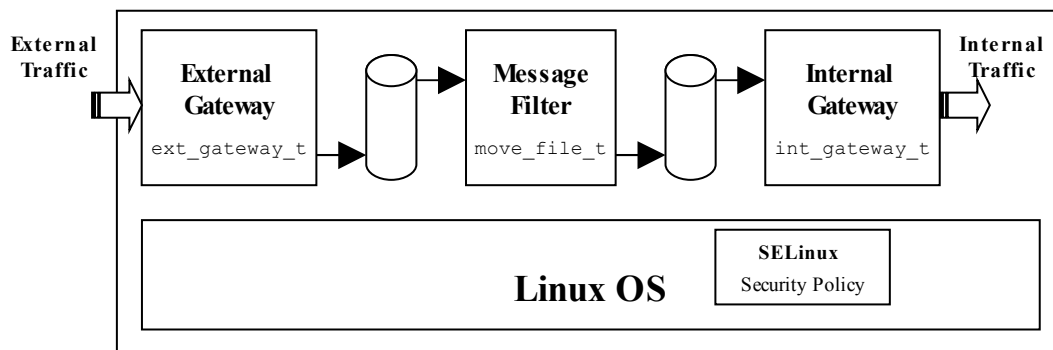 External
Traffic
External
Gateway
ext_gateway_t
Message
Filter
move_file_t
Internal
Gateway
int_gateway_t
Internal
Traffic
SELinux
Security Policy
Linux OS